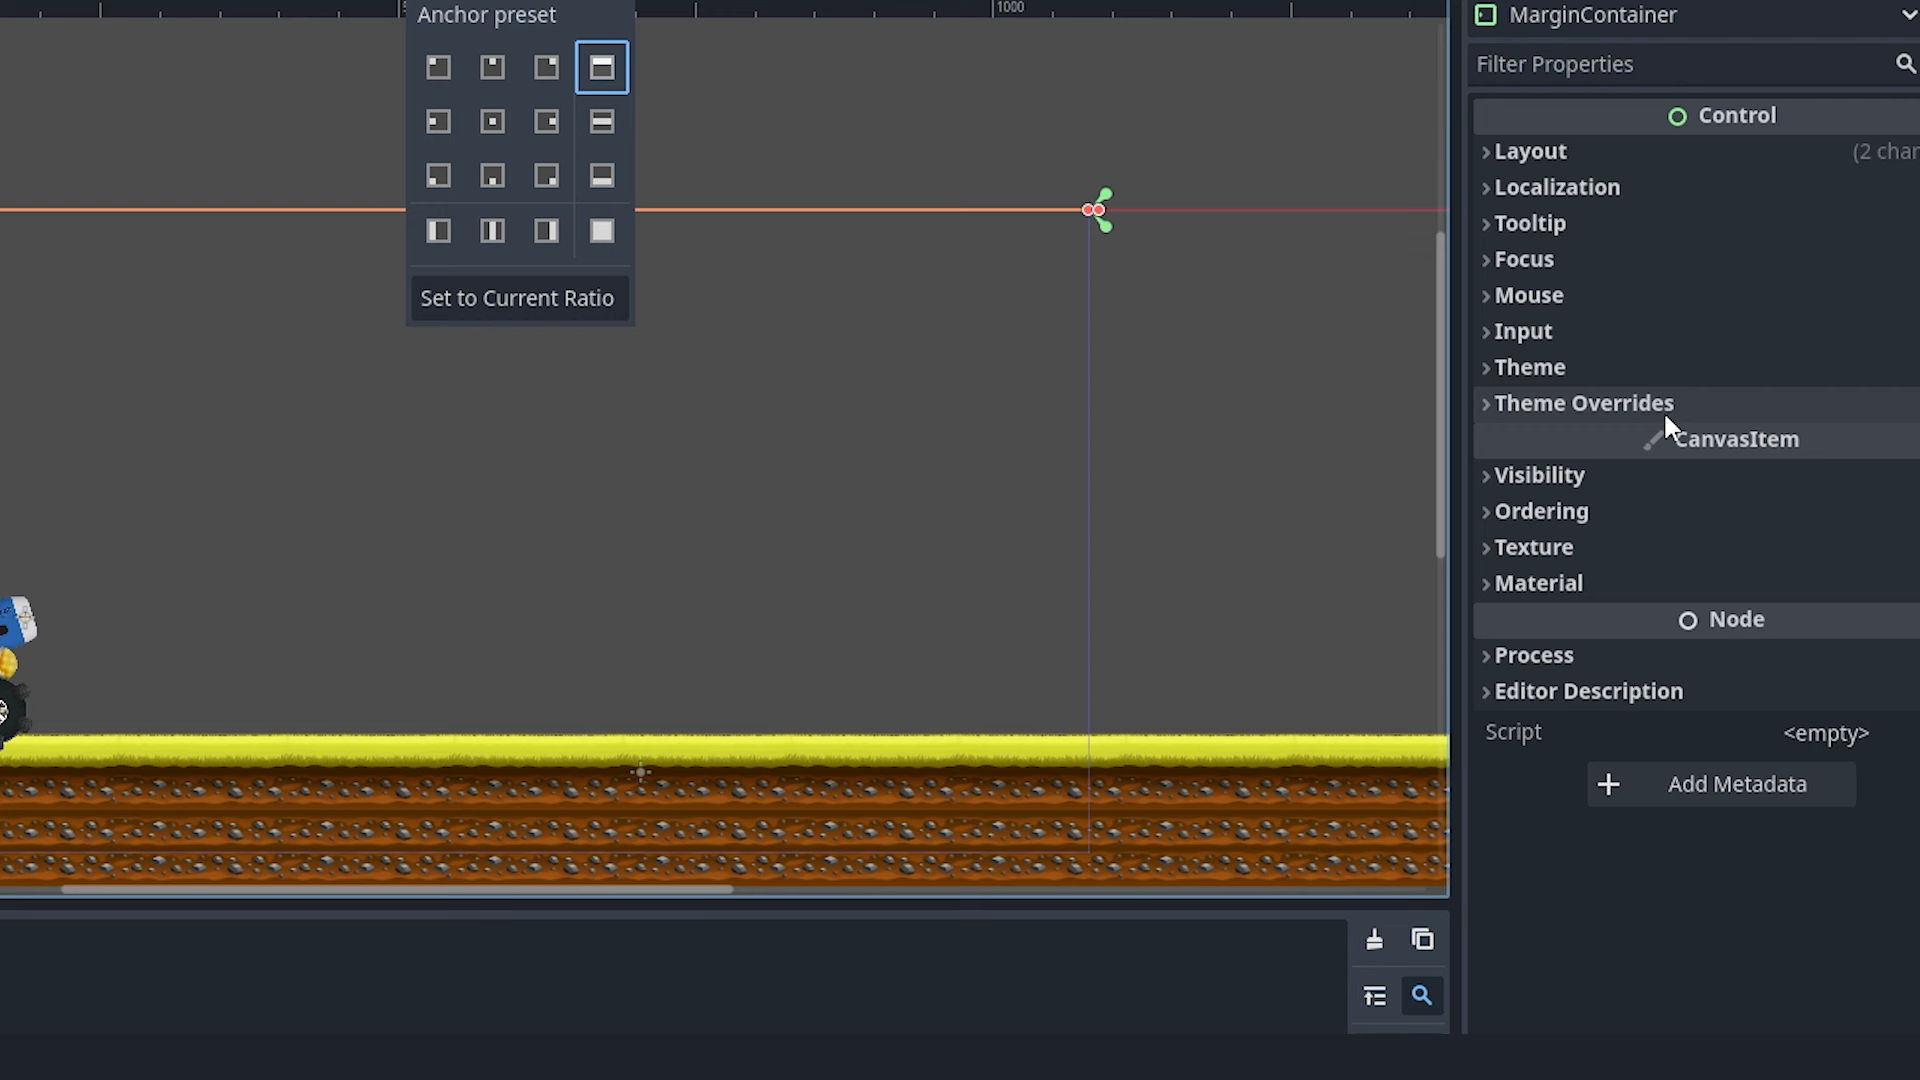 Anchor preset
Set to Current Ratio
1000
MarginContainer
Filter Properties
Control
Layout (2 char
Localization
Tooltip
Focus
Mouse
Input
Theme
Theme Overrides
CanvasItem
Visibility
Ordering
Texture
Material
Node
Process
Editor Description
Script <empty>
Add Metadata